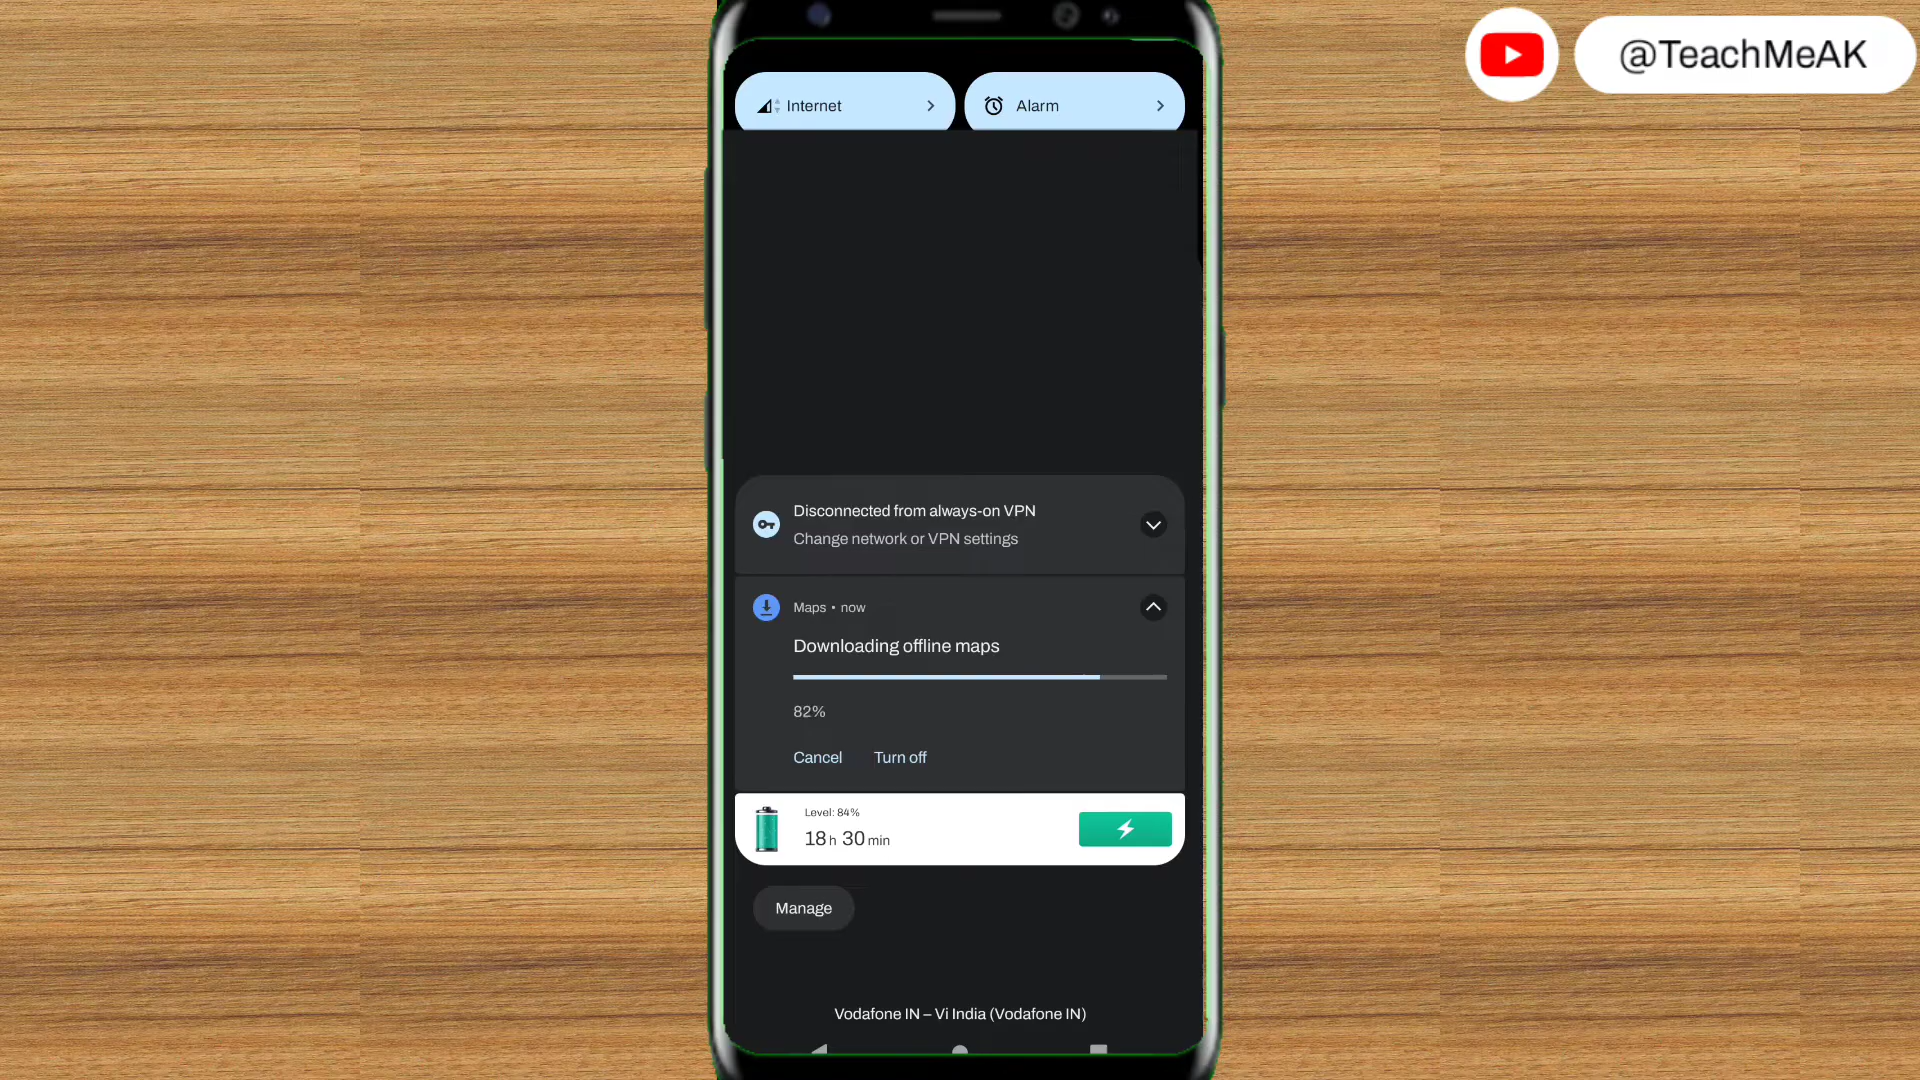 @TeachMeAK
Internet
Alarm
Disconnected from always-on VPN
Change network or VPN settings
Maps • now
Downloading offline maps
82%
Cancel
Turn off
Level: 84%
18 h 30 min
Manage
Vodafone IN – Vi India (Vodafone IN)